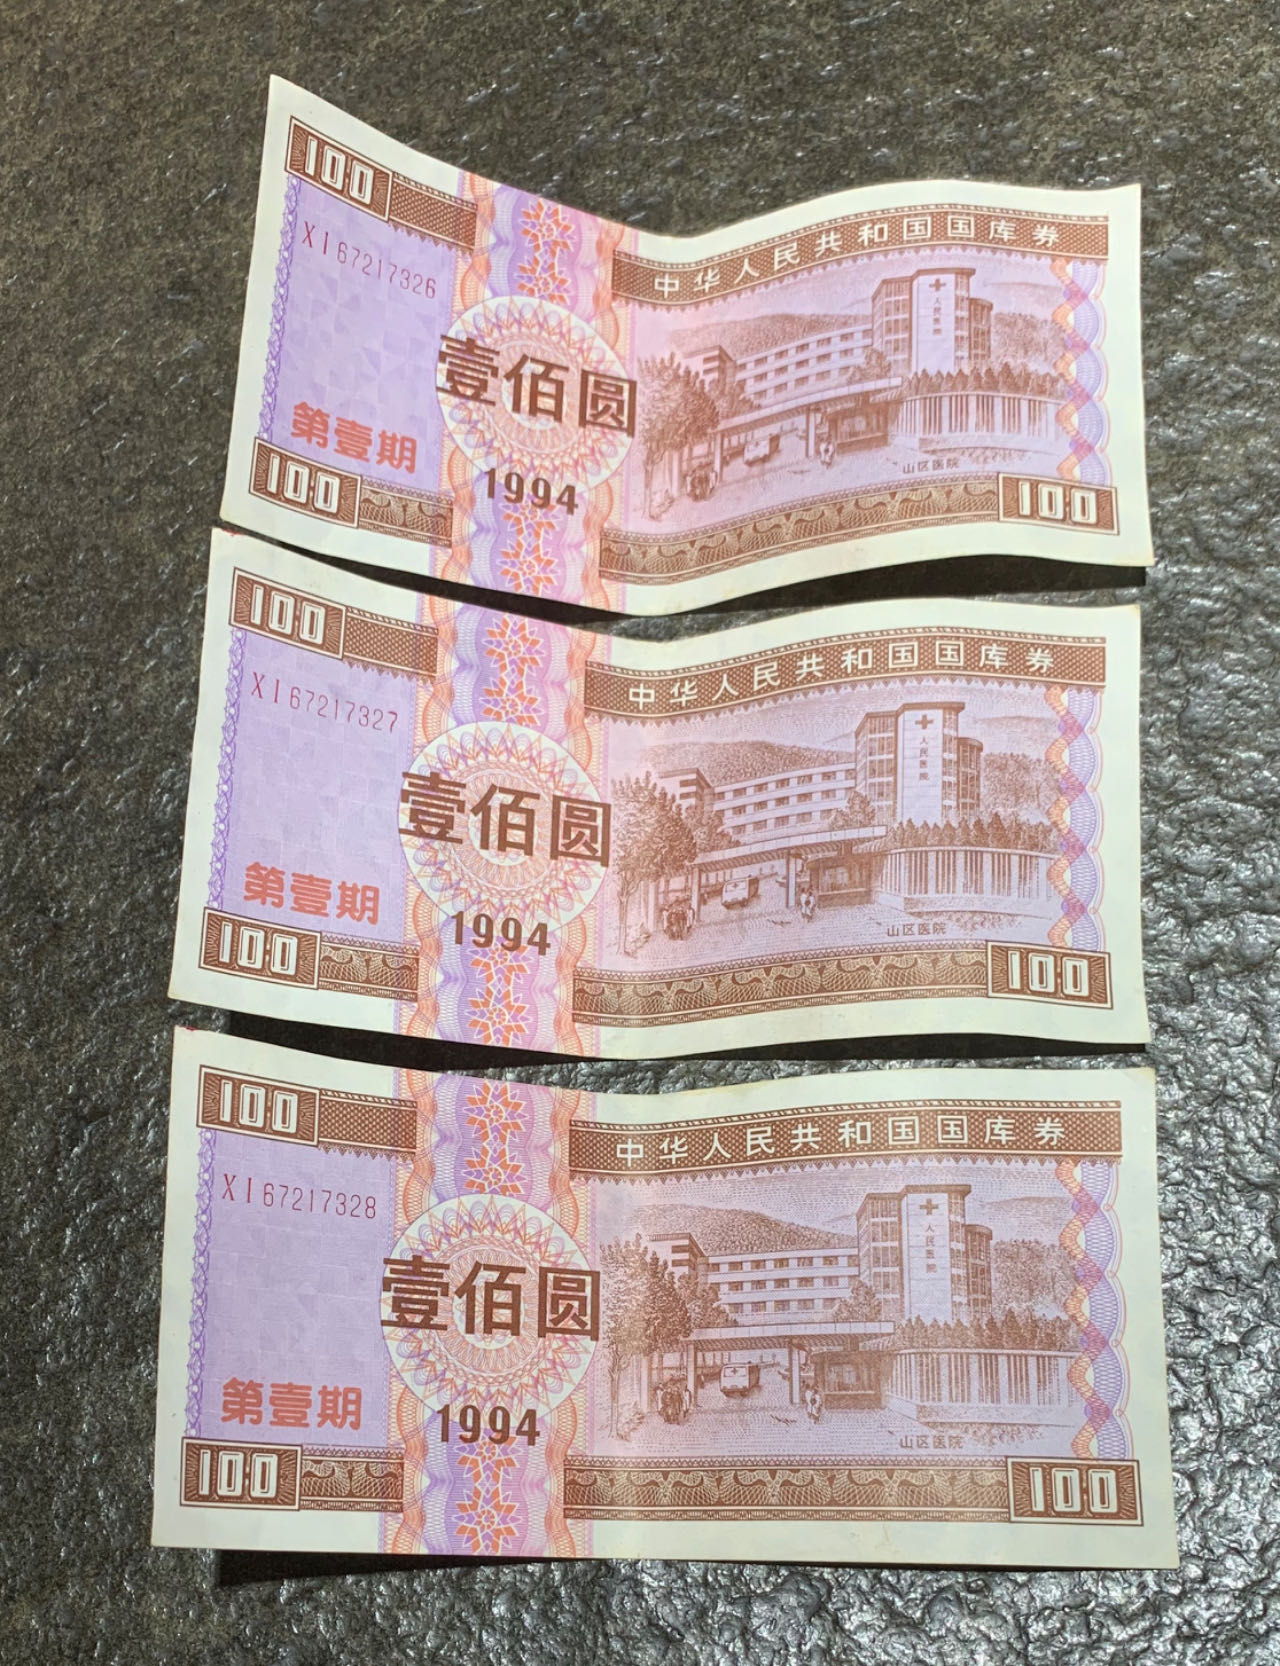 100
中华人民共和国国库券
XI67217326
人民医院
壹佰圆
第壹期
山区医院
1994
100
100
100
中华人民共和国国库券
XI67217327
人民医院
壹佰圆
第壹期
山区医院
1994
100
100
100
中华人民共和国国库券
XI67217328
人民医院
壹佰圆
第壹期
1994
山区医院
100
100